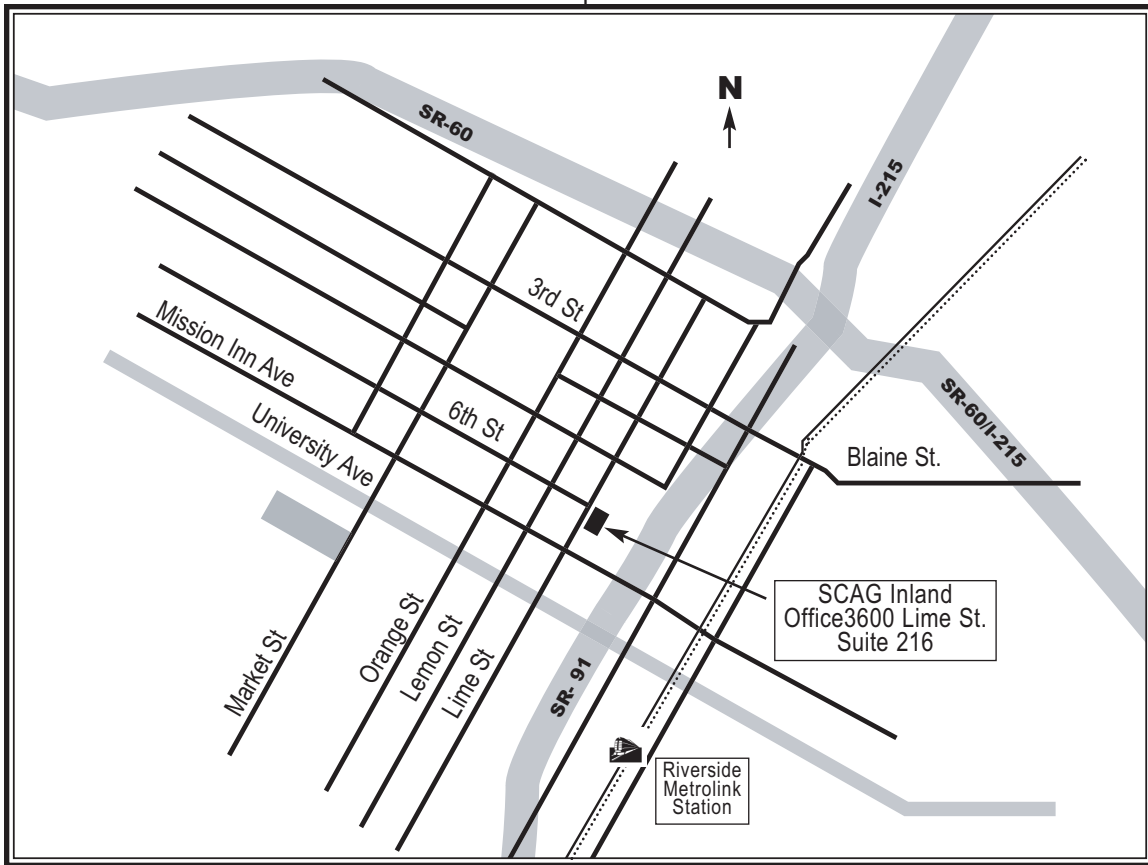 N
SR-60
I-215
3rd St
Mission Inn Ave
6th St
University Ave
Blaine St.
SR-60/I-215
SCAG Inland
Office3600 Lime St.
Suite 216
Market St
Orange St
Lemon St
Lime St
SR- 91
Riverside
Metrolink
Station